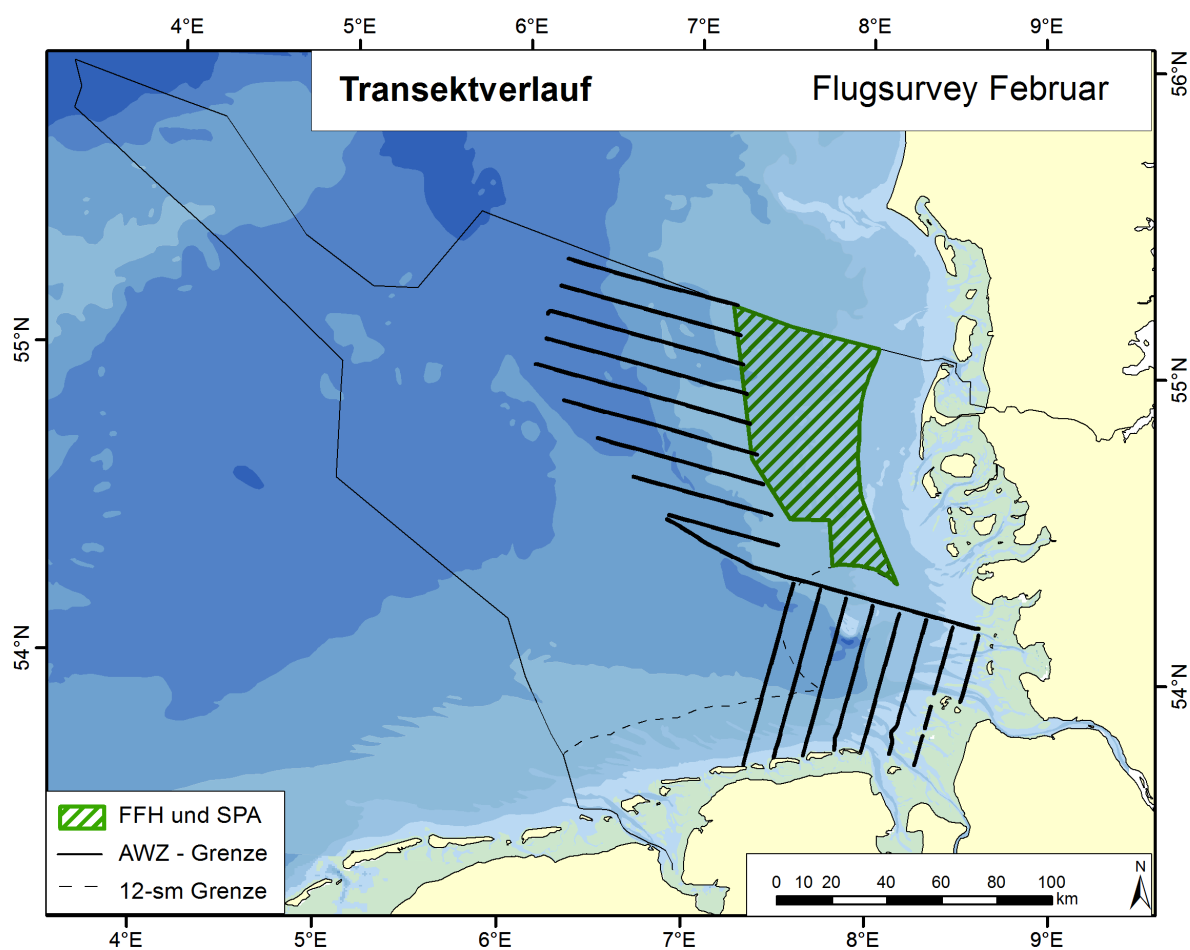 4°E 5°E 6°E 7°E 8°E 9°E
Transektverlauf Flugsurvey Februar
56°N
55°N
55°N
54°N
54°N
FFH und SPA
AWZ - Grenze
12-sm Grenze
N
0 10 20 40 60 80 100
km
4°E 5°E 6°E 7°E 8°E 9°E